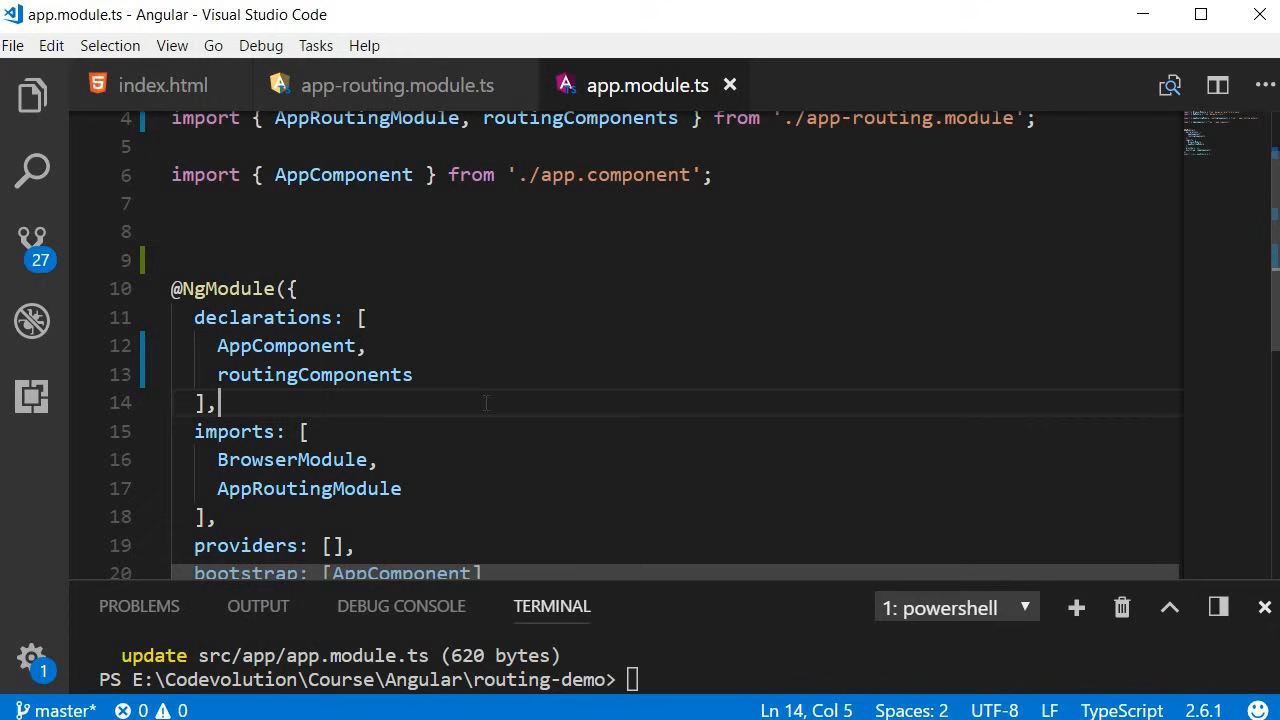 app.module.ts - Angular - Visual Studio Code
File Edit Selection View Go Debug Tasks Help
index.html app-routing.module.ts app.module.ts
4 import { AppRoutingModule, routingComponents } from './app-routing.module';
5
6 import { AppComponent } from './app.component';
7
8
9
10 @NgModule({
11 declarations: [
12 AppComponent,
13 routingComponents
14 ],
15 imports: [
16 BrowserModule,
17 AppRoutingModule
18 ],
19 providers: [],
20 bootstrap: [AppComponent]
27
1
PROBLEMS OUTPUT DEBUG CONSOLE TERMINAL 1: powershell
update src/app/app.module.ts (620 bytes)
PS E:\Codevolution\Course\Angular\routing-demo>
master* 0 0 Ln 14, Col 5 Spaces: 2 UTF-8 LF TypeScript 2.6.1